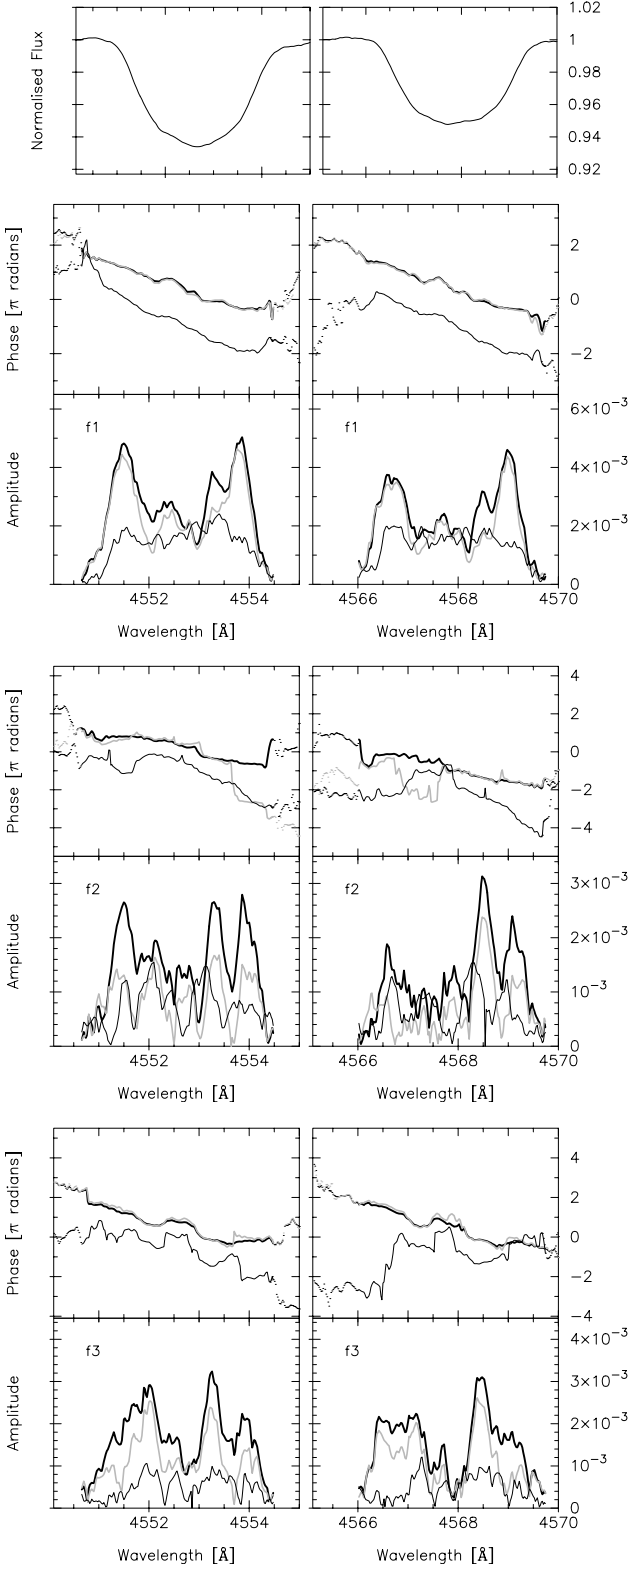 Normalised Flux
1.02
1
0.98
0.96
0.94
0.92
Phase [π radians]
2
0
−2
Amplitude
f1
f1
6×10⁻³
4×10⁻³
2×10⁻³
0
4552
4554
4566
4568
4570
Wavelength [Å]
Wavelength [Å]
Phase [π radians]
4
2
0
−2
−4
Amplitude
f2
f2
3×10⁻³
2×10⁻³
10⁻³
0
4552
4554
4566
4568
4570
Wavelength [Å]
Wavelength [Å]
Phase [π radians]
4
2
0
−2
−4
Amplitude
f3
f3
4×10⁻³
3×10⁻³
2×10⁻³
10⁻³
0
4552
4554
4566
4568
4570
Wavelength [Å]
Wavelength [Å]